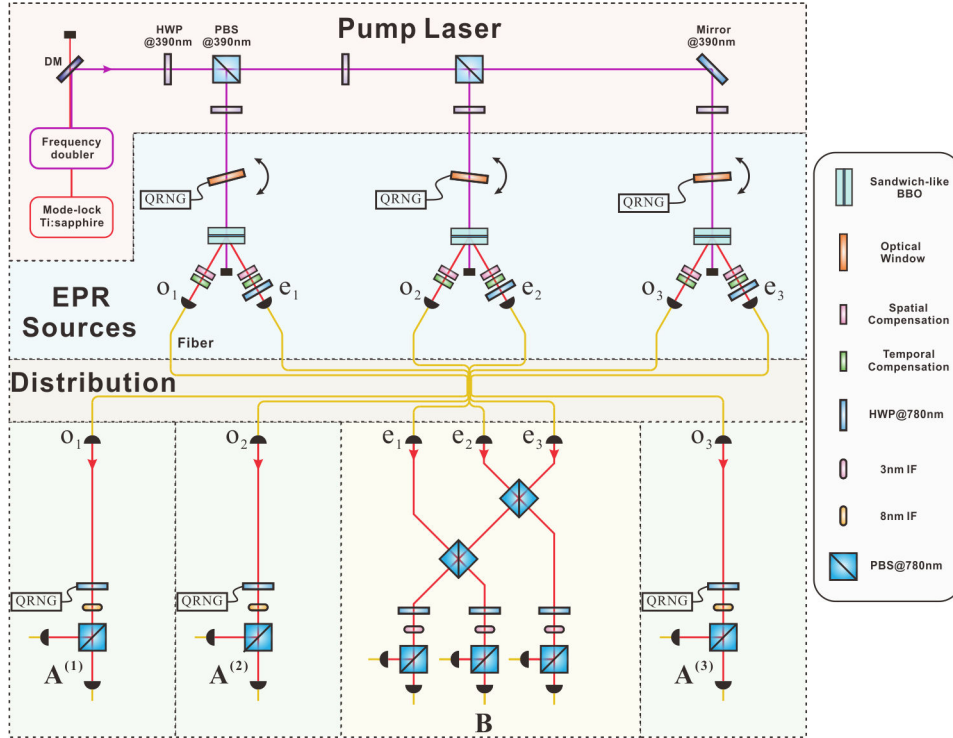 Pump Laser
HWP
@390nm
PBS
@390nm
Mirror
@390nm
DM
Frequency
doubler
Mode-lock
Ti:sapphire
QRNG
QRNG
QRNG
EPR
Sources
o1
e1
o2
e2
o3
e3
Fiber
Distribution
o1
o2
e1
e2
e3
o3
QRNG
QRNG
QRNG
A(1)
A(2)
B
A(3)
Sandwich-like
BBO
Optical
Window
Spatial
Compensation
Temporal
Compensation
HWP@780nm
3nm IF
8nm IF
PBS@780nm